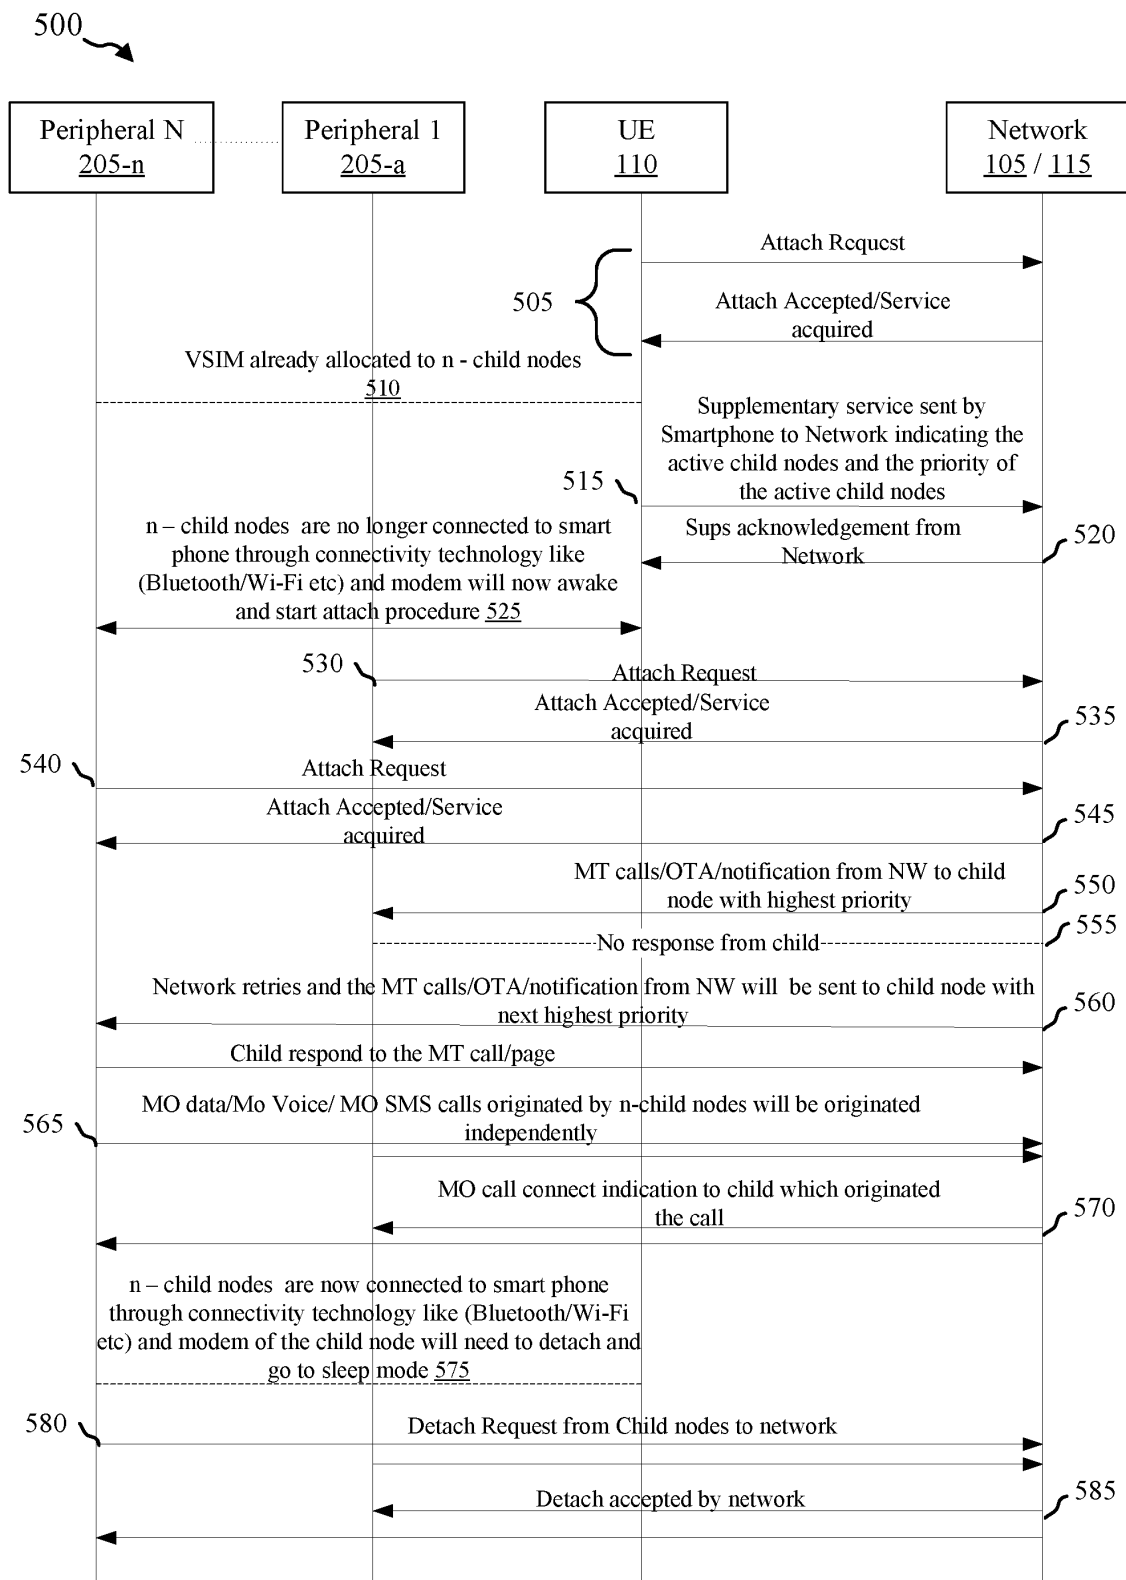 500
Peripheral N
205-n
Peripheral 1
205-a
UE
110
Network
105 / 115
Attach Request
505
Attach Accepted/Service
acquired
VSIM already allocated to n - child nodes
510
Supplementary service sent by
Smartphone to Network indicating the
active child nodes and the priority of
the active child nodes
515
n – child nodes are no longer connected to smart
phone through connectivity technology like
(Bluetooth/Wi-Fi etc) and modem will now awake
and start attach procedure 525
Sups acknowledgement from
Network
520
530
Attach Request
Attach Accepted/Service
acquired
535
540
Attach Request
Attach Accepted/Service
acquired
545
MT calls/OTA/notification from NW to child
node with highest priority
550
No response from child
555
Network retries and the MT calls/OTA/notification from NW will be sent to child node with
next highest priority
560
Child respond to the MT call/page
565
MO data/Mo Voice/ MO SMS calls originated by n-child nodes will be originated
independently
MO call connect indication to child which originated
the call
570
n – child nodes are now connected to smart phone
through connectivity technology like (Bluetooth/Wi-Fi
etc) and modem of the child node will need to detach and
go to sleep mode 575
580
Detach Request from Child nodes to network
Detach accepted by network
585